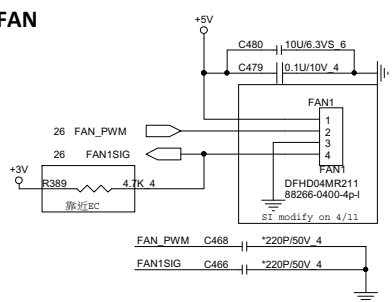 FAN
+5V
C480 10U/6.3VS_6
C479 0.1U/10V_4
FAN1
1
26 FAN_PWM 2
3
26 FAN1SIG 4
+3V
FAN1
R389 4.7K_4
DFHD04MR211
88266-0400-4p-l
靠近EC
SI modify on 4/11
FAN_PWM C468 *220P/50V_4
FAN1SIG C466 *220P/50V_4